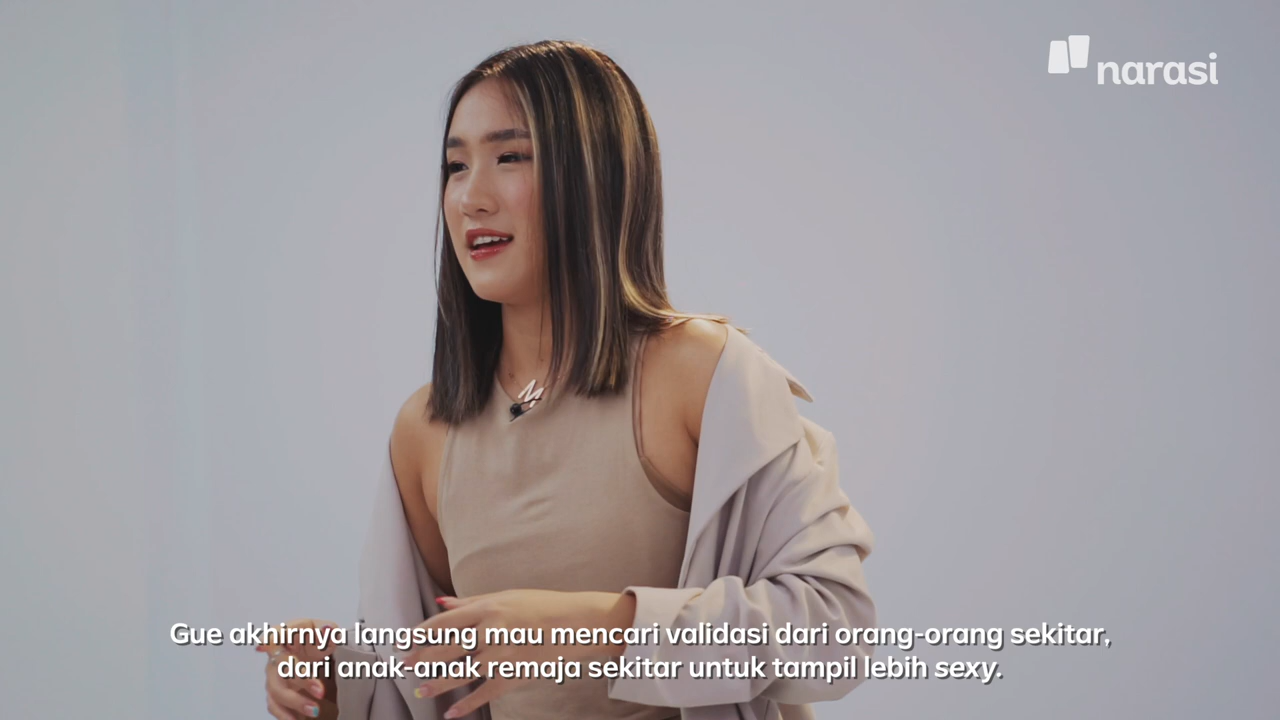 narasi
M
Gue akhirnya langsung mau mencari validasi dari orang-orang sekitar,
dari anak-anak remaja sekitar untuk tampil lebih sexy.